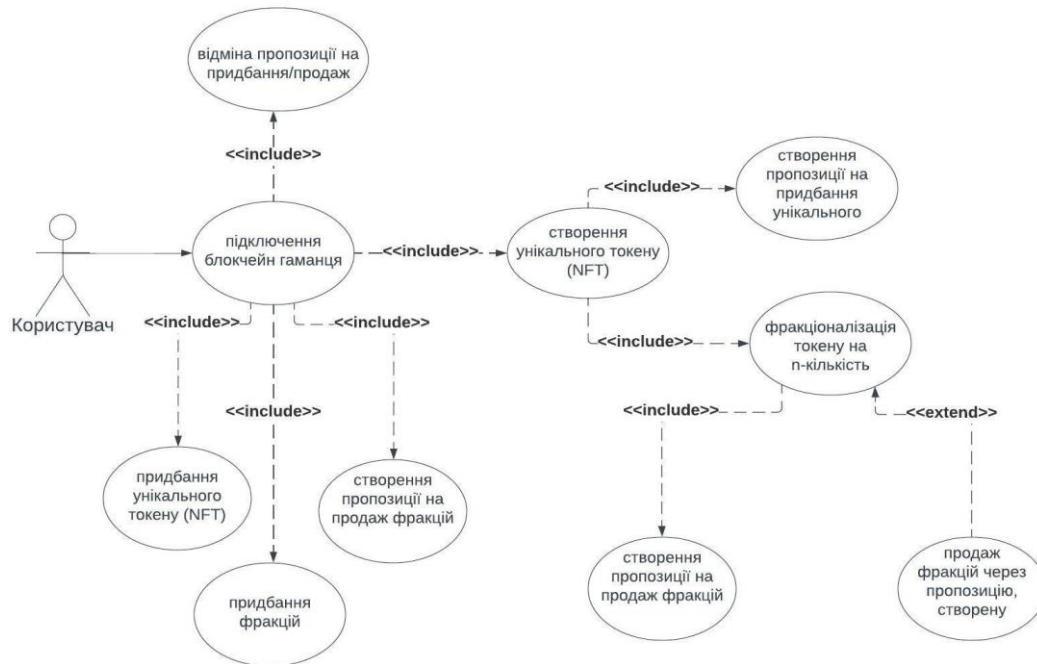 відміна пропозиції на
придбання/продаж
<<include>>
створення
пропозиції на
придбання
унікального
<<include>>
підключення
блокчейн гаманця
<<include>>
створення
унікального токену
(NFT)
Користувач
<<include>>
<<include>>
<<include>>
фракціоналізація
токену на
n-кількість
<<include>>
<<include>>
<<extend>>
придбання
унікального
токену (NFT)
створення
пропозиції на
продаж фракцій
придбання
фракцій
створення
пропозиції на
продаж фракцій
продаж
фракцій через
пропозицію,
створену